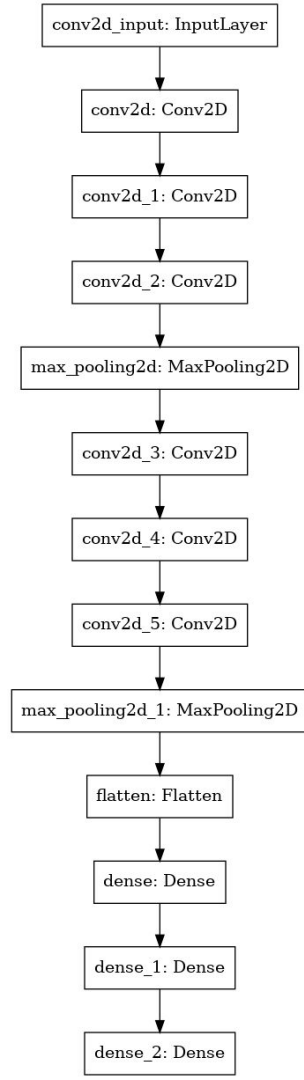 conv2d_input: InputLayer
conv2d: Conv2D
conv2d_1: Conv2D
conv2d_2: Conv2D
max_pooling2d: MaxPooling2D
conv2d_3: Conv2D
conv2d_4: Conv2D
conv2d_5: Conv2D
max_pooling2d_1: MaxPooling2D
flatten: Flatten
dense: Dense
dense_1: Dense
dense_2: Dense